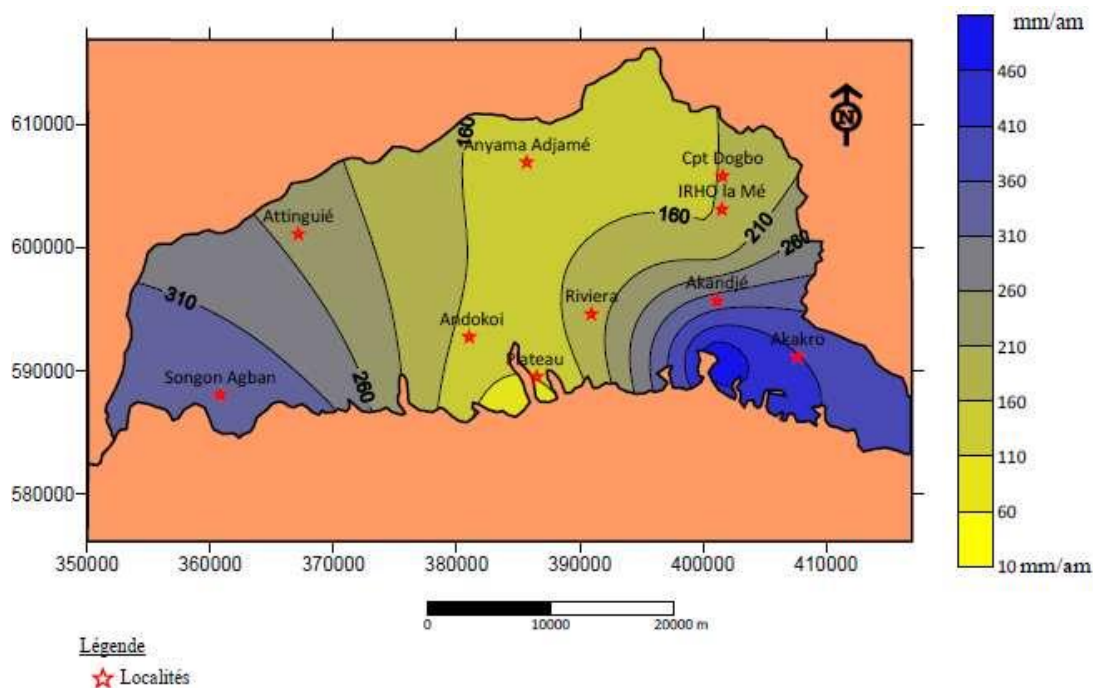 mm/am
460
410
360
310
260
210
160
110
60
10 mm/am
610000
600000
590000
580000
350000
360000
370000
380000
390000
400000
410000
N
160
Anyama Adjamé
Cpt Dogbo
IRHO la Mé
160
210
260
Attinguié
310
Akandjé
Riviera
Andokoi
Plateau
Akakro
Songon Agban
260
0
10000
20000 m
Légende
Localités